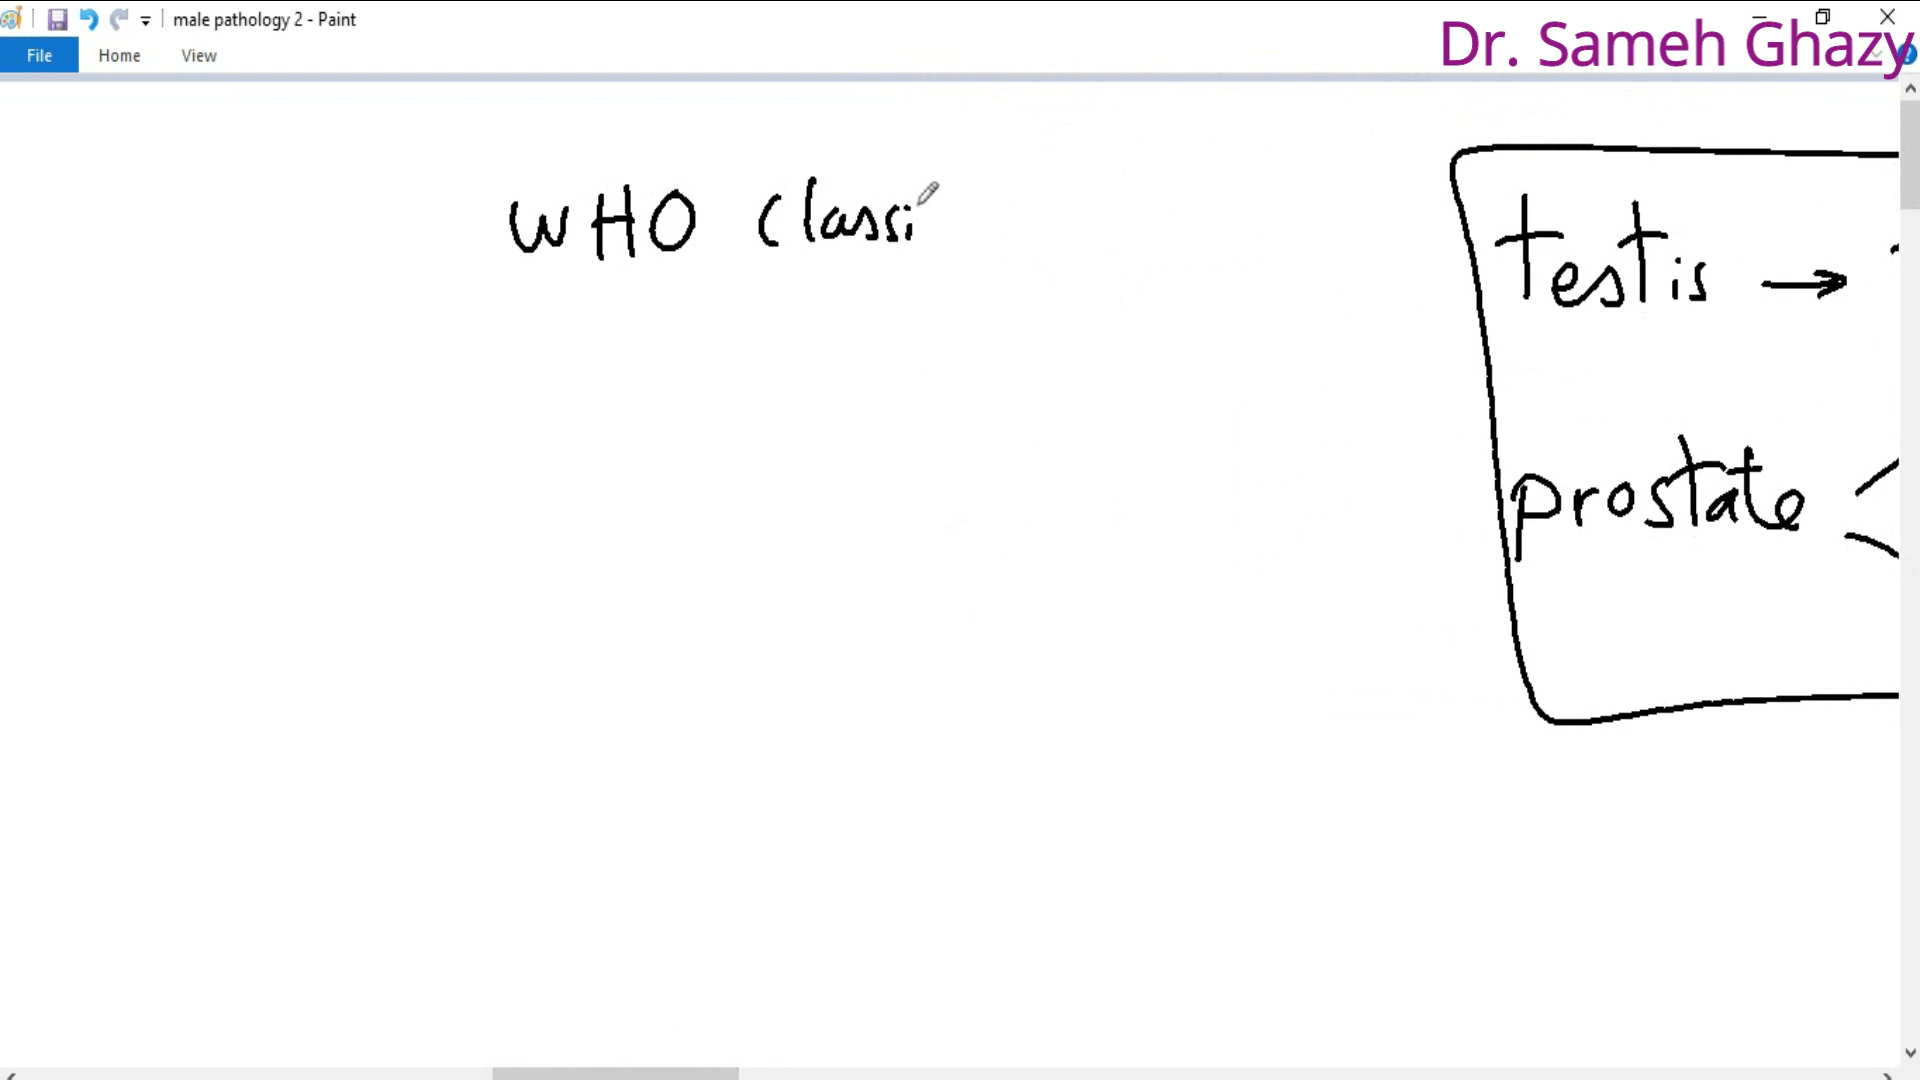 male pathology 2 - Paint
Dr. Sameh Ghazy
File Home View
WHO classi
testis →
prostate